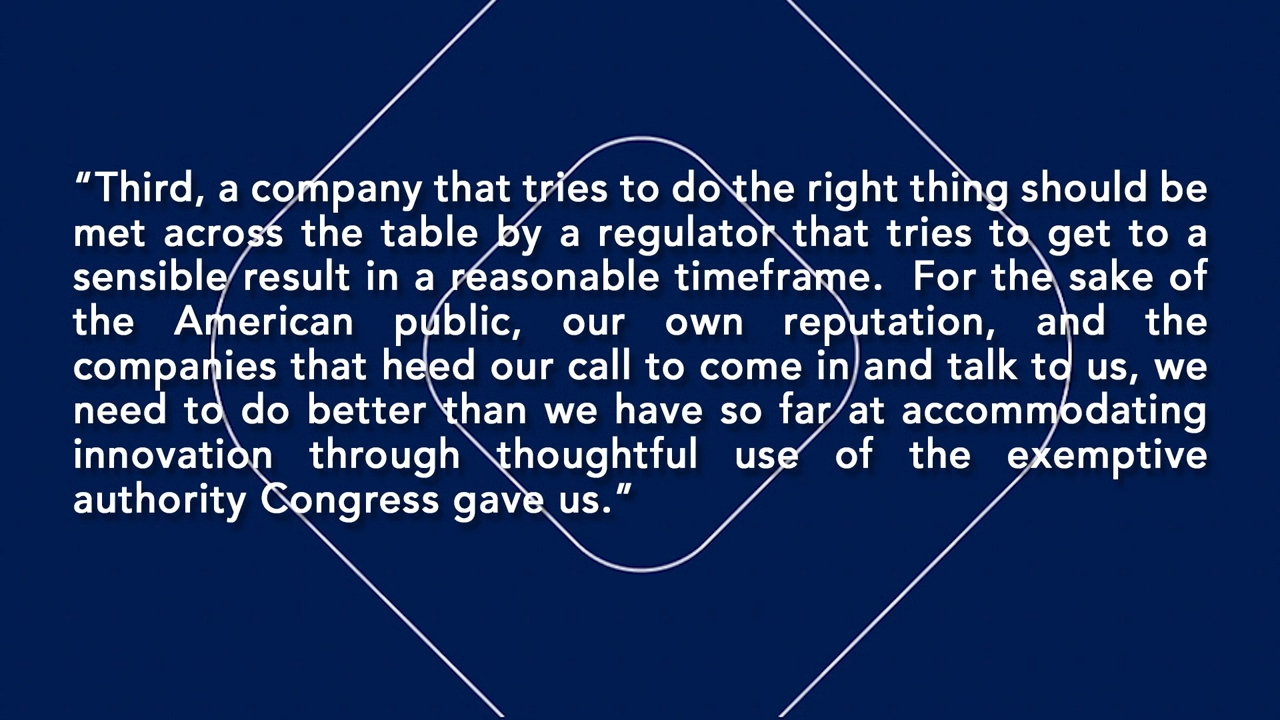 “Third, a company that tries to do the right thing should be
met across the table by a regulator that tries to get to a
sensible result in a reasonable timeframe.  For the sake of
the American public, our own reputation, and the
companies that heed our call to come in and talk to us, we
need to do better than we have so far at accommodating
innovation through thoughtful use of the exemptive
authority Congress gave us.”